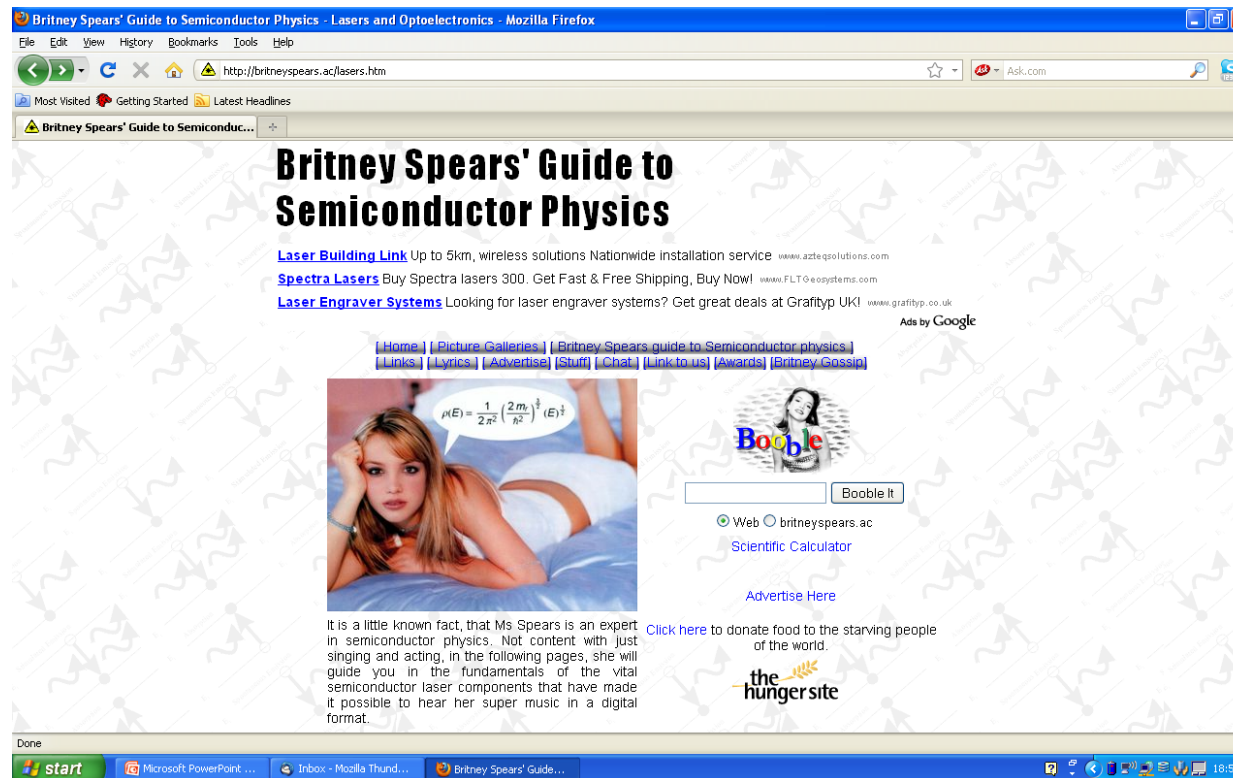 Britney Spears' Guide to Semiconductor Physics - Lasers and Optoelectronics - Mozilla Firefox
File Edit View History Bookmarks Tools Help
http://britneyspears.ac/lasers.htm
Ask.com
Most Visited Getting Started Latest Headlines
Britney Spears' Guide to Semiconduc...
Britney Spears' Guide to
Semiconductor Physics
Laser Building Link Up to 5km, wireless solutions Nationwide installation service www.azteqsolutions.com
Spectra Lasers Buy Spectra lasers 300. Get Fast & Free Shipping, Buy Now! www.FLTGeosystems.com
Laser Engraver Systems Looking for laser engraver systems? Get great deals at Grafityp UK! www.grafityp.co.uk
Ads by Google
[ Home ] [ Picture Galleries ] [ Britney Spears guide to Semiconductor physics ]
[ Links ] [ Lyrics ] [ Advertise] [Stuff] [ Chat ] [Link to us] [Awards] [Britney Gossip]
ρ(E) = 1/2π² (2mᵣ/ħ²)^3/2 (E)^1/2
Booble
Booble It
Web britneyspears.ac
Scientific Calculator
Advertise Here
It is a little known fact, that Ms Spears is an expert
in semiconductor physics. Not content with just
singing and acting, in the following pages, she will
guide you in the fundamentals of the vital
semiconductor laser components that have made
it possible to hear her super music in a digital
format.
Click here to donate food to the starving people
of the world.
the
hungersite
Done
start Microsoft PowerPoint ... Inbox - Mozilla Thund... Britney Spears' Guide...